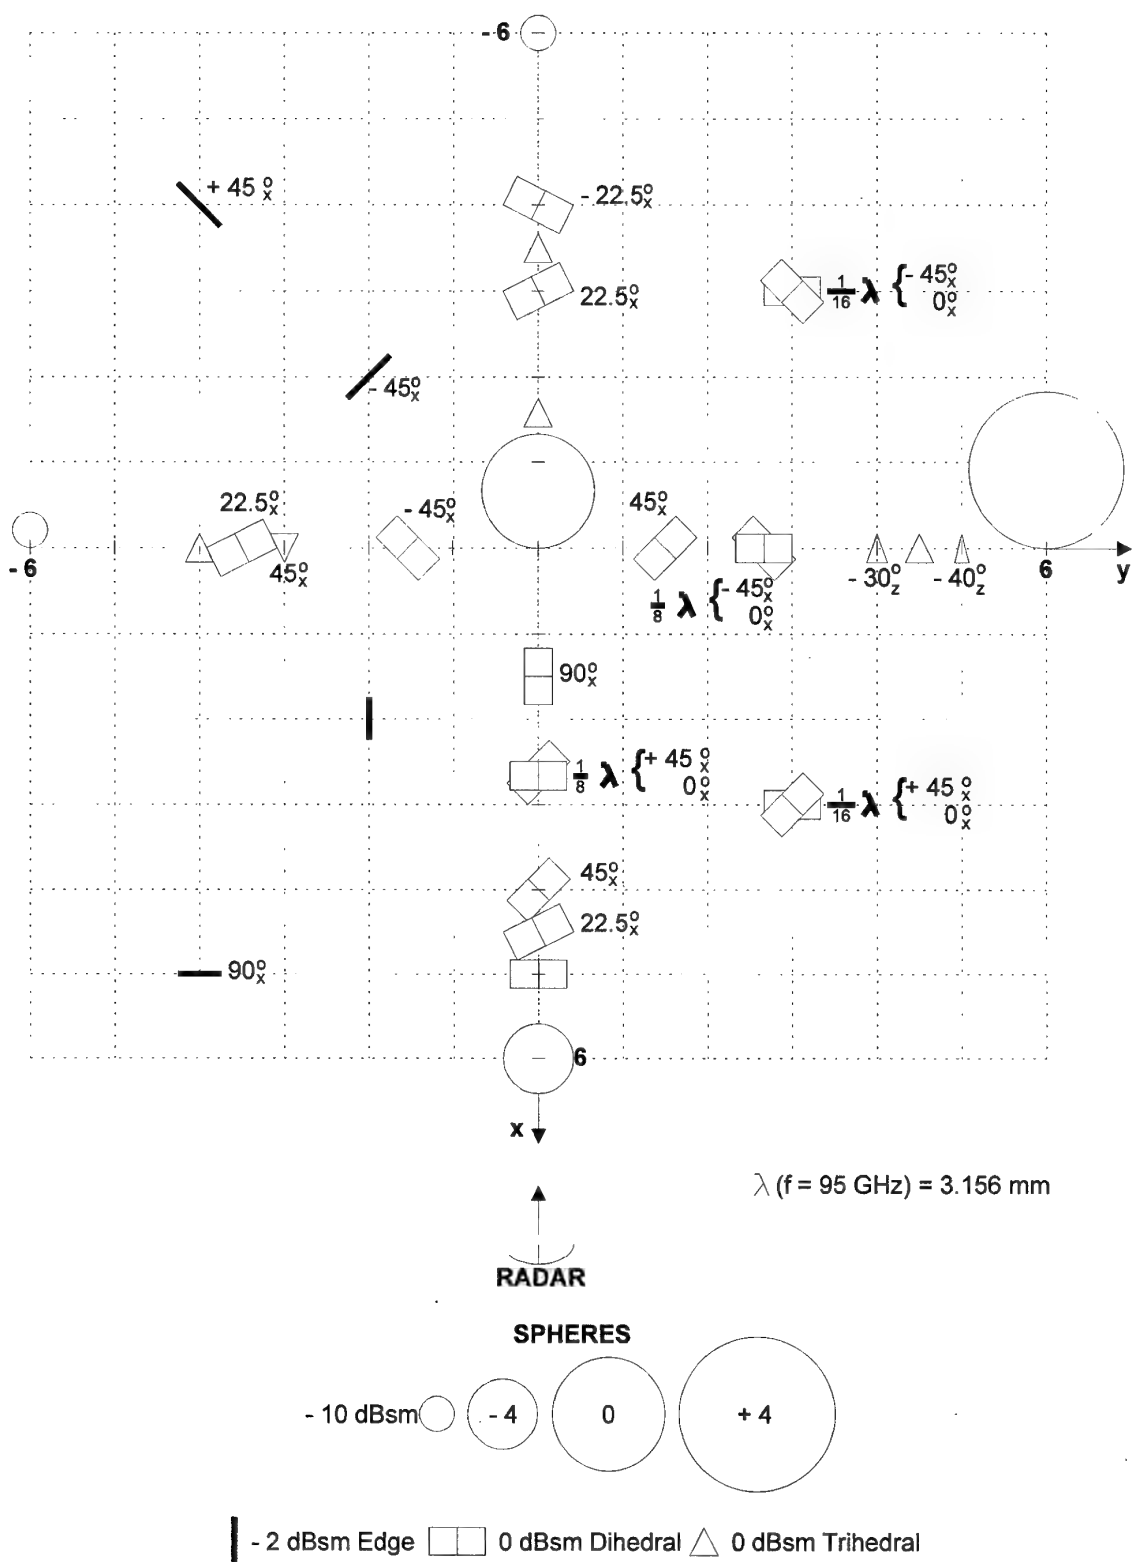 - 6
+ 45 °x
- 22.5°x
22.5°x
1/16 λ { - 45°x
0°x
- 45°x
22.5°x
- 45°x
45°x
- 6
45°x
- 30°z
- 40°z
6
y
1/8 λ { - 45°x
0°x
90°x
1/8 λ { + 45 °x
0°x
1/16 λ { + 45 °x
0°x
45°x
22.5°x
90°x
6
x
λ (f = 95 GHz) = 3.156 mm
RADAR
SPHERES
- 10 dBsm
- 4
0
+ 4
- 2 dBsm Edge
0 dBsm Dihedral
0 dBsm Trihedral